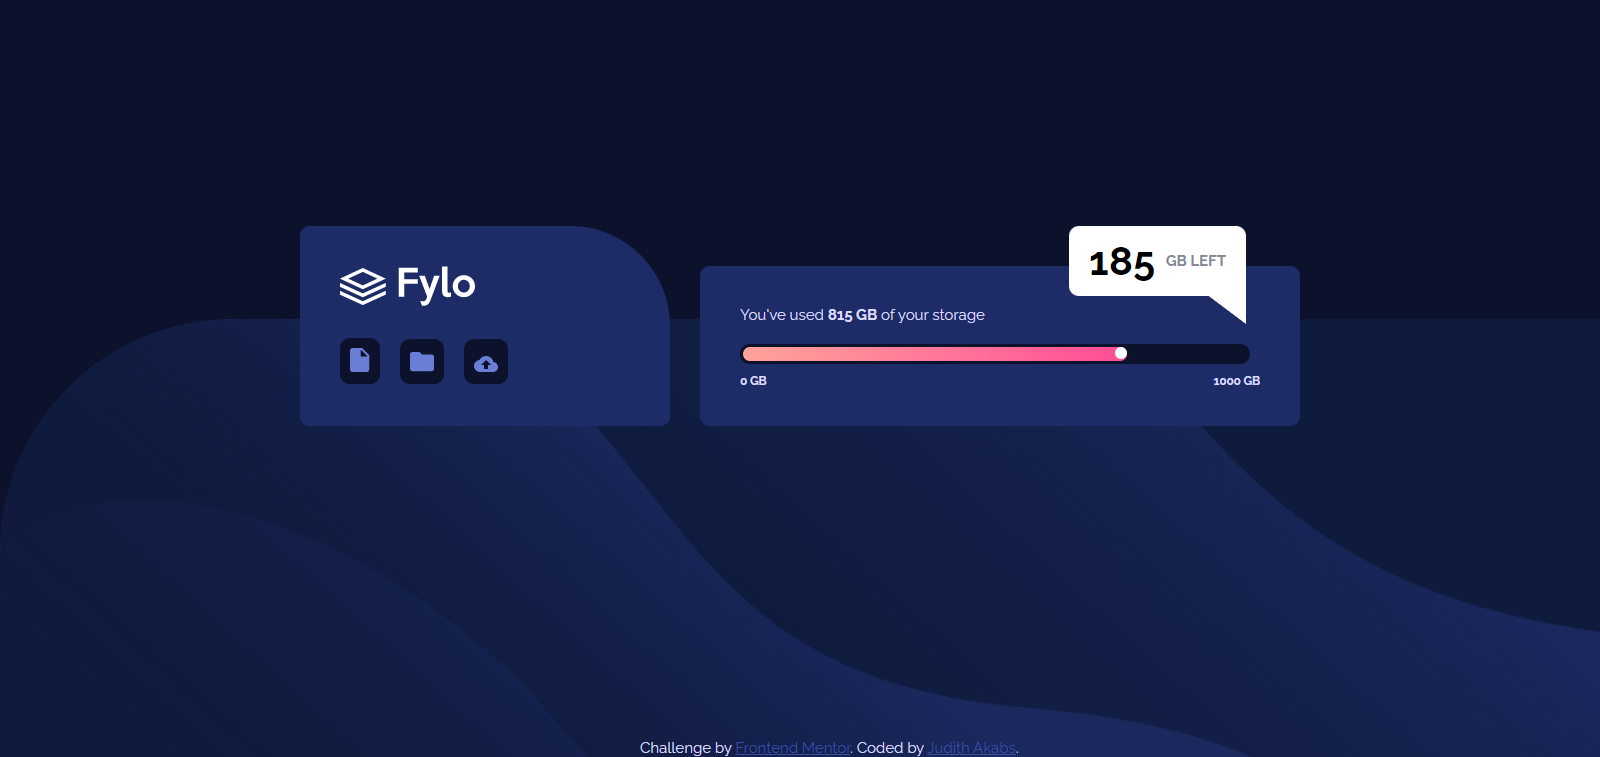 Fylo
185 GB LEFT
You've used 815 GB of your storage
0 GB
1000 GB
Challenge by Frontend Mentor. Coded by Judith Akabs.